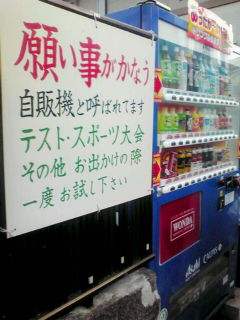 願い事がかなう
自販機と呼ばれてます
テスト・スポーツ大会
その他 お出かけの際
一度お試し下さい
WONDA
Asahi CALPIS